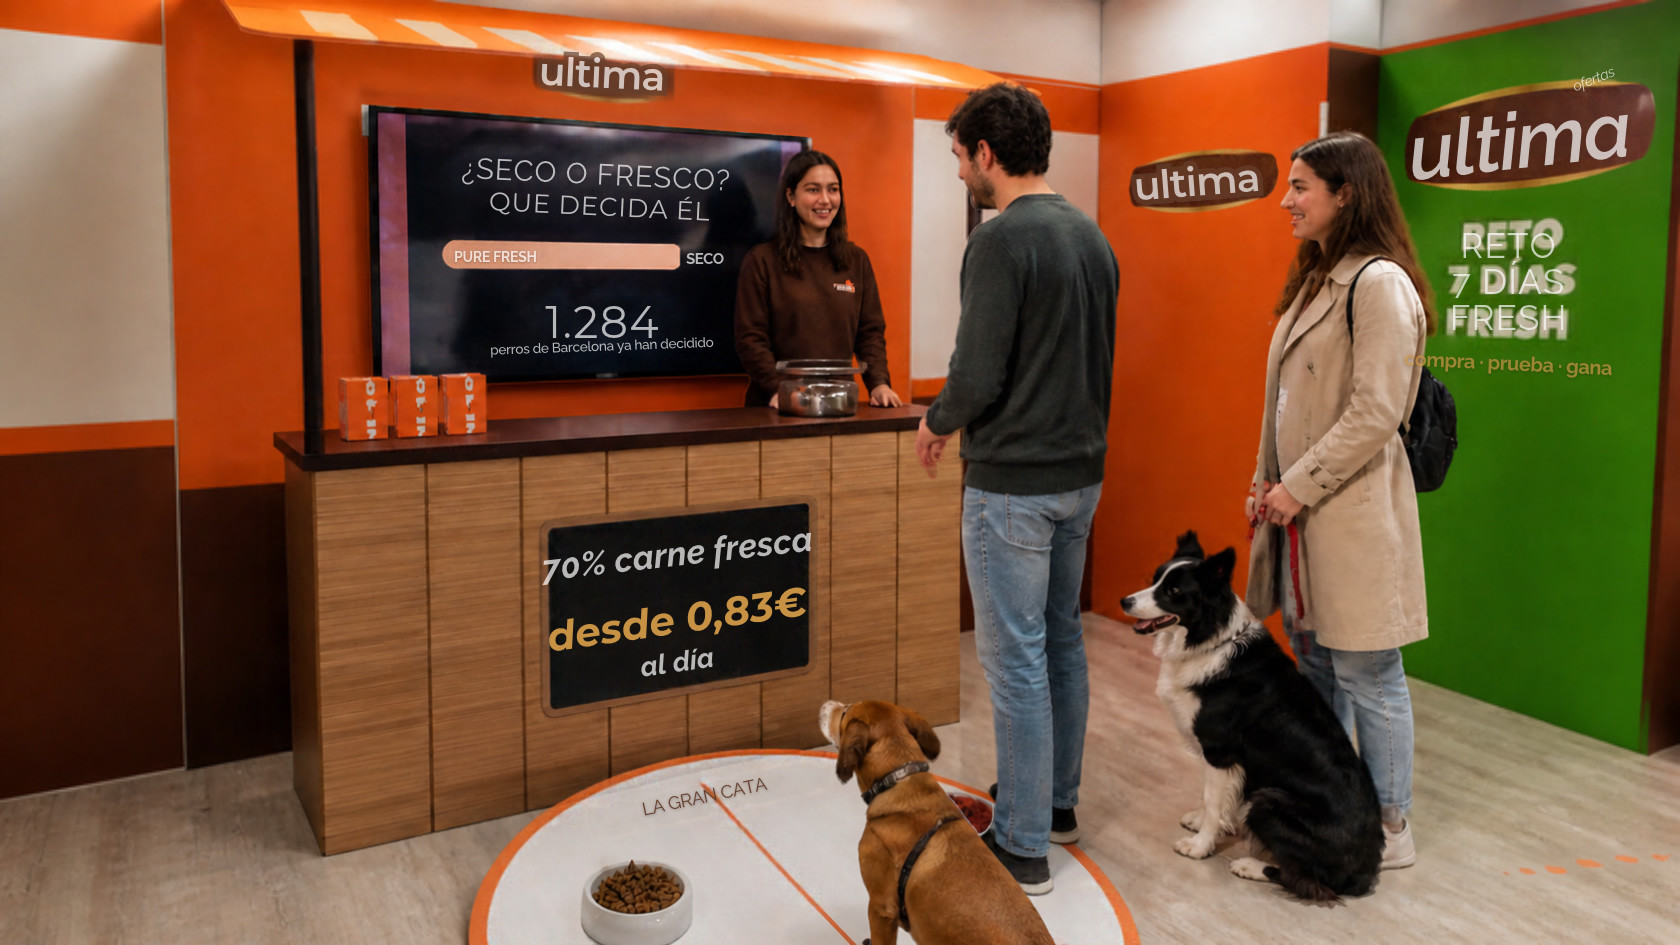 ultima
¿SECO O FRESCO?
QUE DECIDA ÉL
PURE FRESH
SECO
1.284
perros de Barcelona ya han decidido
ultima
ofertas
ultima
RETO
7 DÍAS
FRESH
compra · prueba · gana
70% carne fresca
desde 0,83€
al día
LA GRAN CATA